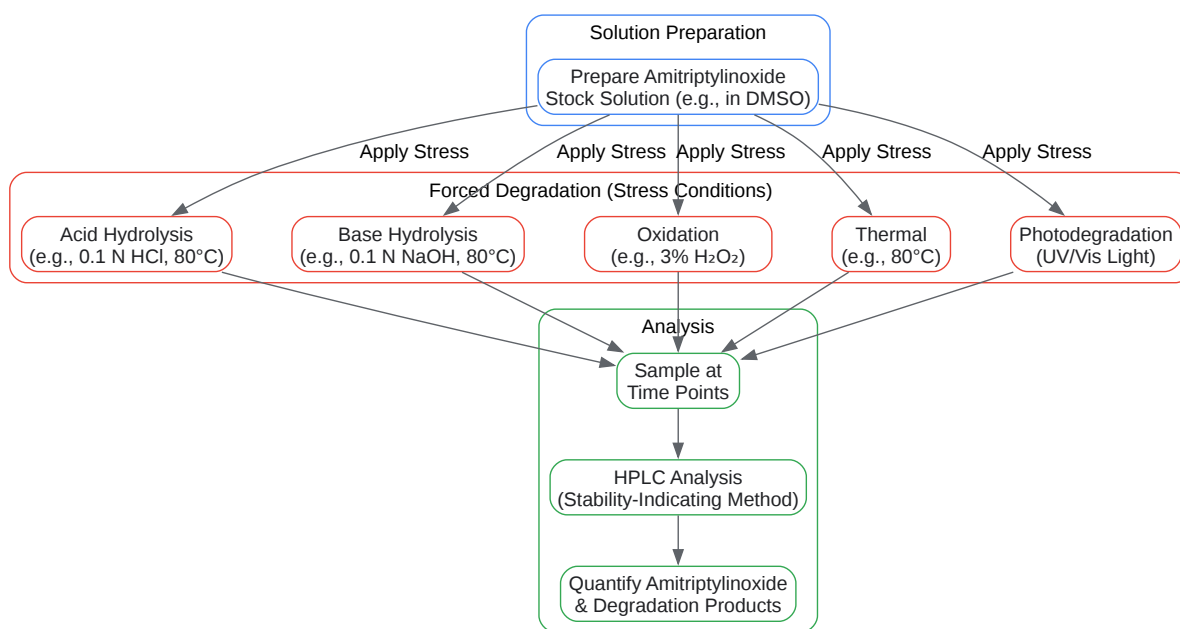 Solution Preparation
Prepare Amitriptylinoxide
Stock Solution (e.g., in DMSO)
Apply Stress
Apply Stress
Apply Stress
Apply Stress
Apply Stress
Forced Degradation (Stress Conditions)
Acid Hydrolysis
(e.g., 0.1 N HCl, 80°C)
Base Hydrolysis
(e.g., 0.1 N NaOH, 80°C)
Oxidation
(e.g., 3% H₂O₂)
Thermal
(e.g., 80°C)
Photodegradation
(UV/Vis Light)
Analysis
Sample at
Time Points
HPLC Analysis
(Stability-Indicating Method)
Quantify Amitriptylinoxide
& Degradation Products